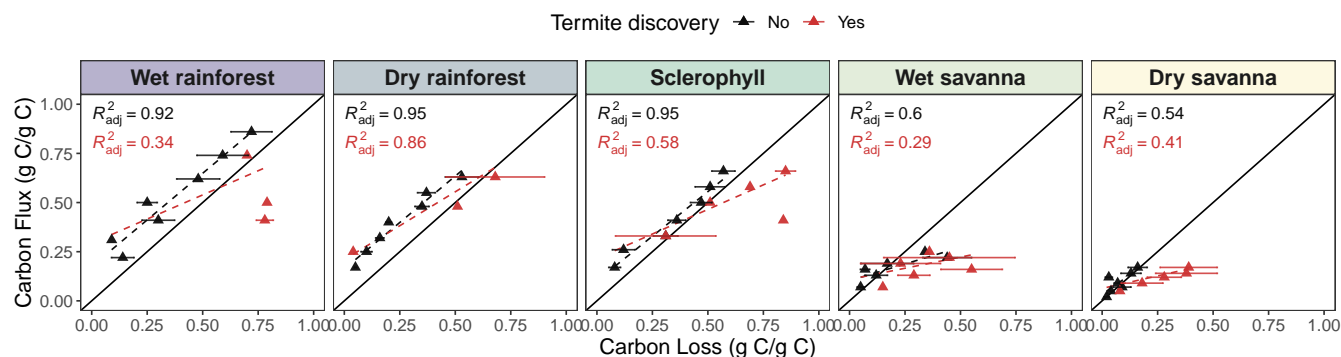 Termite discovery No Yes
Wet rainforest Dry rainforest Sclerophyll Wet savanna Dry savanna
R²adj = 0.92 R²adj = 0.95 R²adj = 0.95 R²adj = 0.6 R²adj = 0.54
R²adj = 0.34 R²adj = 0.86 R²adj = 0.58 R²adj = 0.29 R²adj = 0.41
Carbon Flux (g C/g C)
1.00
0.75
0.50
0.25
0.00
0.00 0.25 0.50 0.75 1.00 0.00 0.25 0.50 0.75 1.00 0.00 0.25 0.50 0.75 1.00 0.00 0.25 0.50 0.75 1.00 0.00 0.25 0.50 0.75 1.00
Carbon Loss (g C/g C)